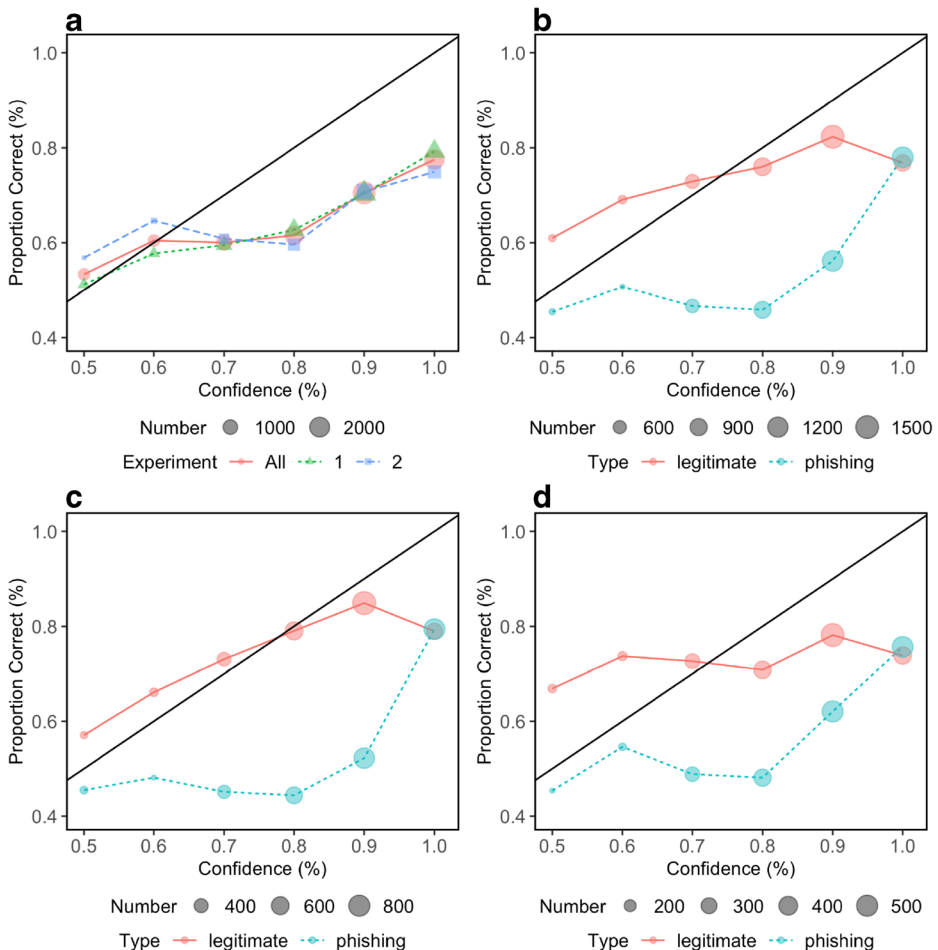 a
1.0
0.8
0.6
0.4
Proportion Correct (%)
0.5 0.6 0.7 0.8 0.9 1.0
Confidence (%)
Number 1000 2000
Experiment All 1 2
b
1.0
0.8
0.6
0.4
Proportion Correct (%)
0.5 0.6 0.7 0.8 0.9 1.0
Confidence (%)
Number 600 900 1200 1500
Type legitimate phishing
c
1.0
0.8
0.6
0.4
Proportion Correct (%)
0.5 0.6 0.7 0.8 0.9 1.0
Confidence (%)
Number 400 600 800
Type legitimate phishing
d
1.0
0.8
0.6
0.4
Proportion Correct (%)
0.5 0.6 0.7 0.8 0.9 1.0
Confidence (%)
Number 200 300 400 500
Type legitimate phishing